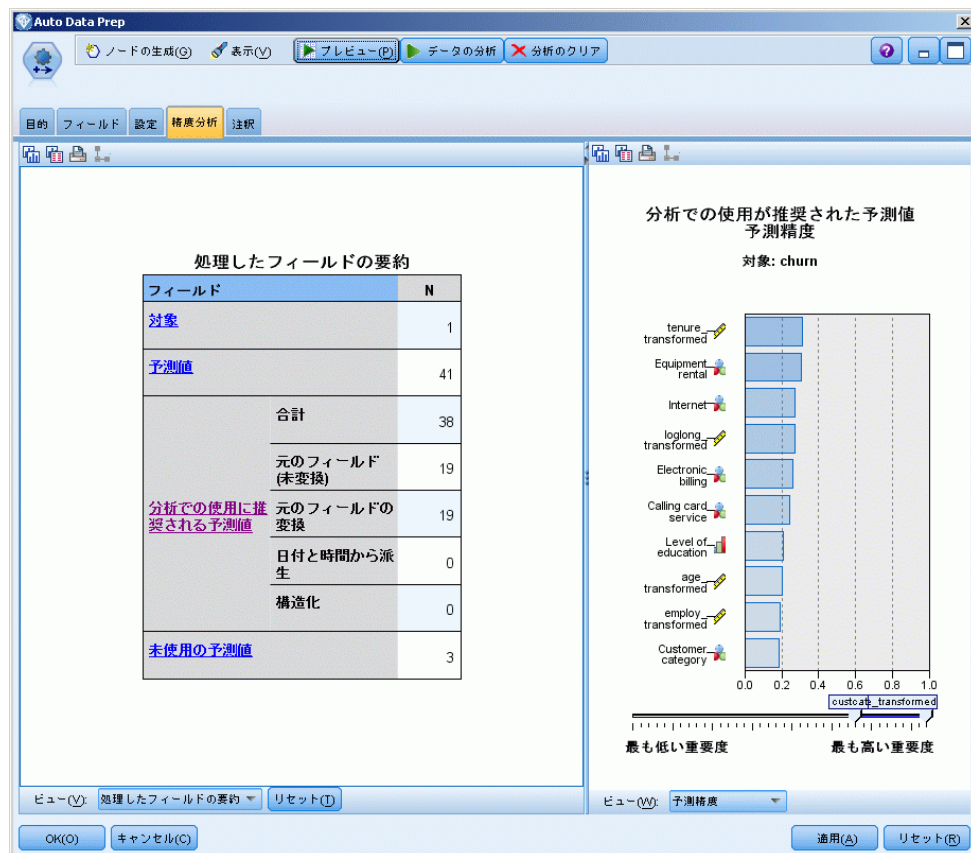 Auto Data Prep
ノードの生成(G) 表示(V) プレビュー(P) データの分析 分析のクリア
目的 フィールド 設定 精度分析 注釈
処理したフィールドの要約
フィールド N
対象 1
予測値 41
分析での使用に推
奨される予測値
合計 38
元のフィールド
(未変換) 19
元のフィールドの
変換 19
日付と時間から派
生 0
構造化 0
未使用の予測値 3
ビュー(V): 処理したフィールドの要約 リセット(T)
分析での使用が推奨された予測値
予測精度
対象: churn
tenure_
transformed
Equipment
rental
Internet
loglong_
transformed
Electronic
billing
Calling card
service
Level of
education
age_
transformed
employ_
transformed
Customer
category
0.0 0.2 0.4 0.6 0.8 1.0
custcat e_transformed
最も低い重要度 最も高い重要度
ビュー(W): 予測精度
OK(O) キャンセル(C) 適用(A) リセット(R)